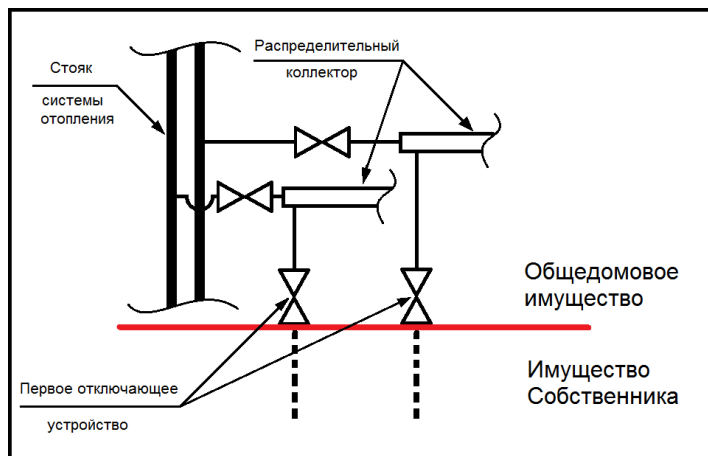 Распределительный
коллектор
Стояк
системы
отопления
Общедомовое
имущество
Имущество
Собственника
Первое отключающее
устройство